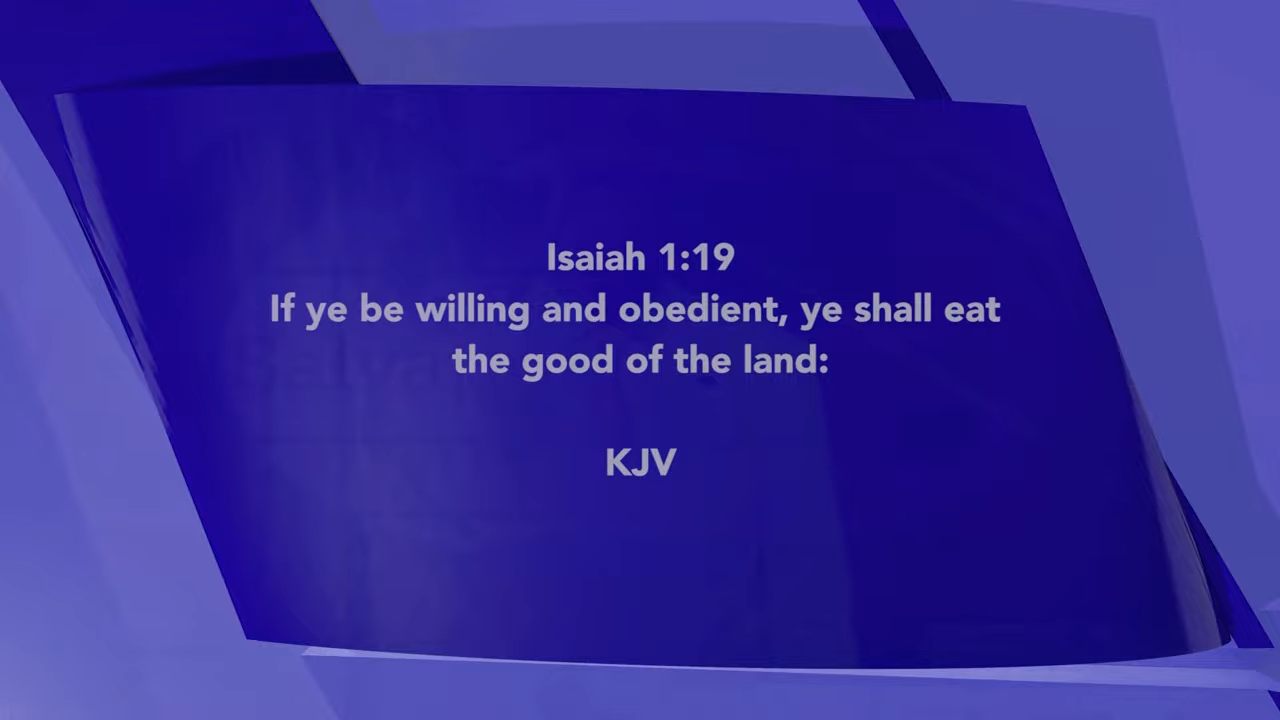 Isaiah 1:19
If ye be willing and obedient, ye shall eat
the good of the land:
KJV